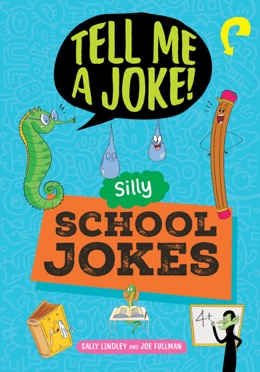 TELL ME
A JOKE!
Silly
SCHOOL
JOKES
4+
SALLY LINDLEY AND JOE FULLMAN